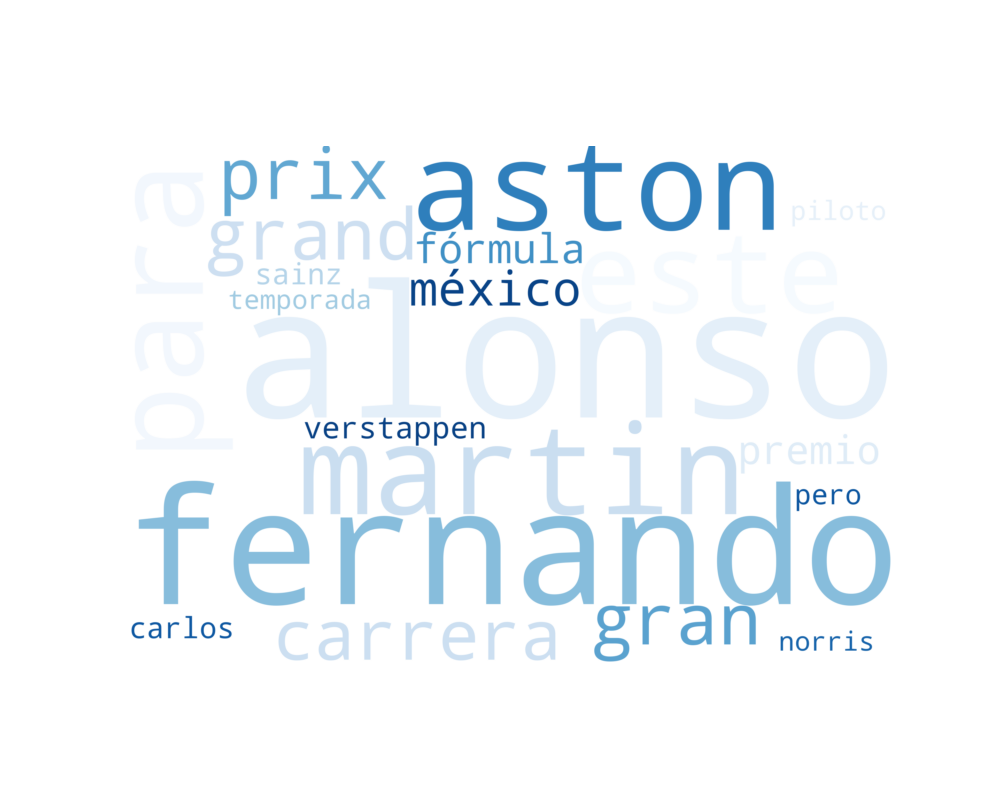 prix
aston
piloto
grand
fórmula
este
sainz
méxico
temporada
para
alonso
verstappen
martin
premio
pero
fernando
carlos
carrera
gran
norris